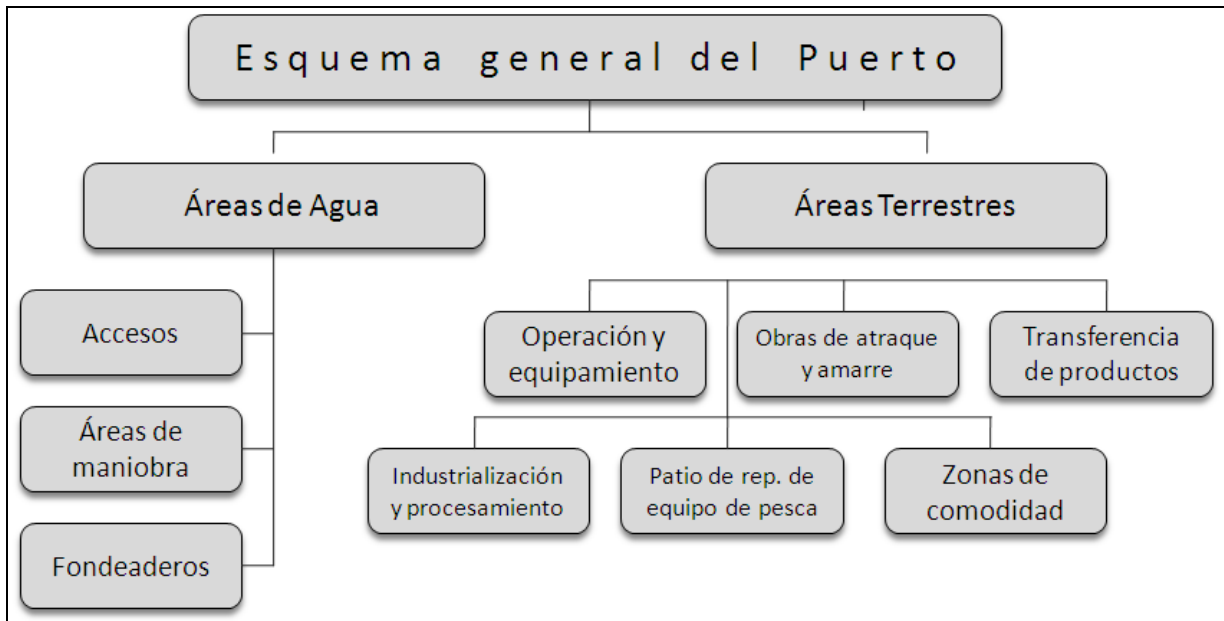 Esquema general del Puerto
Áreas de Agua
Áreas Terrestres
Accesos
Áreas de
maniobra
Fondeaderos
Operación y
equipamiento
Obras de atraque
y amarre
Transferencia
de productos
Industrialización
y procesamiento
Patio de rep. de
equipo de pesca
Zonas de
comodidad